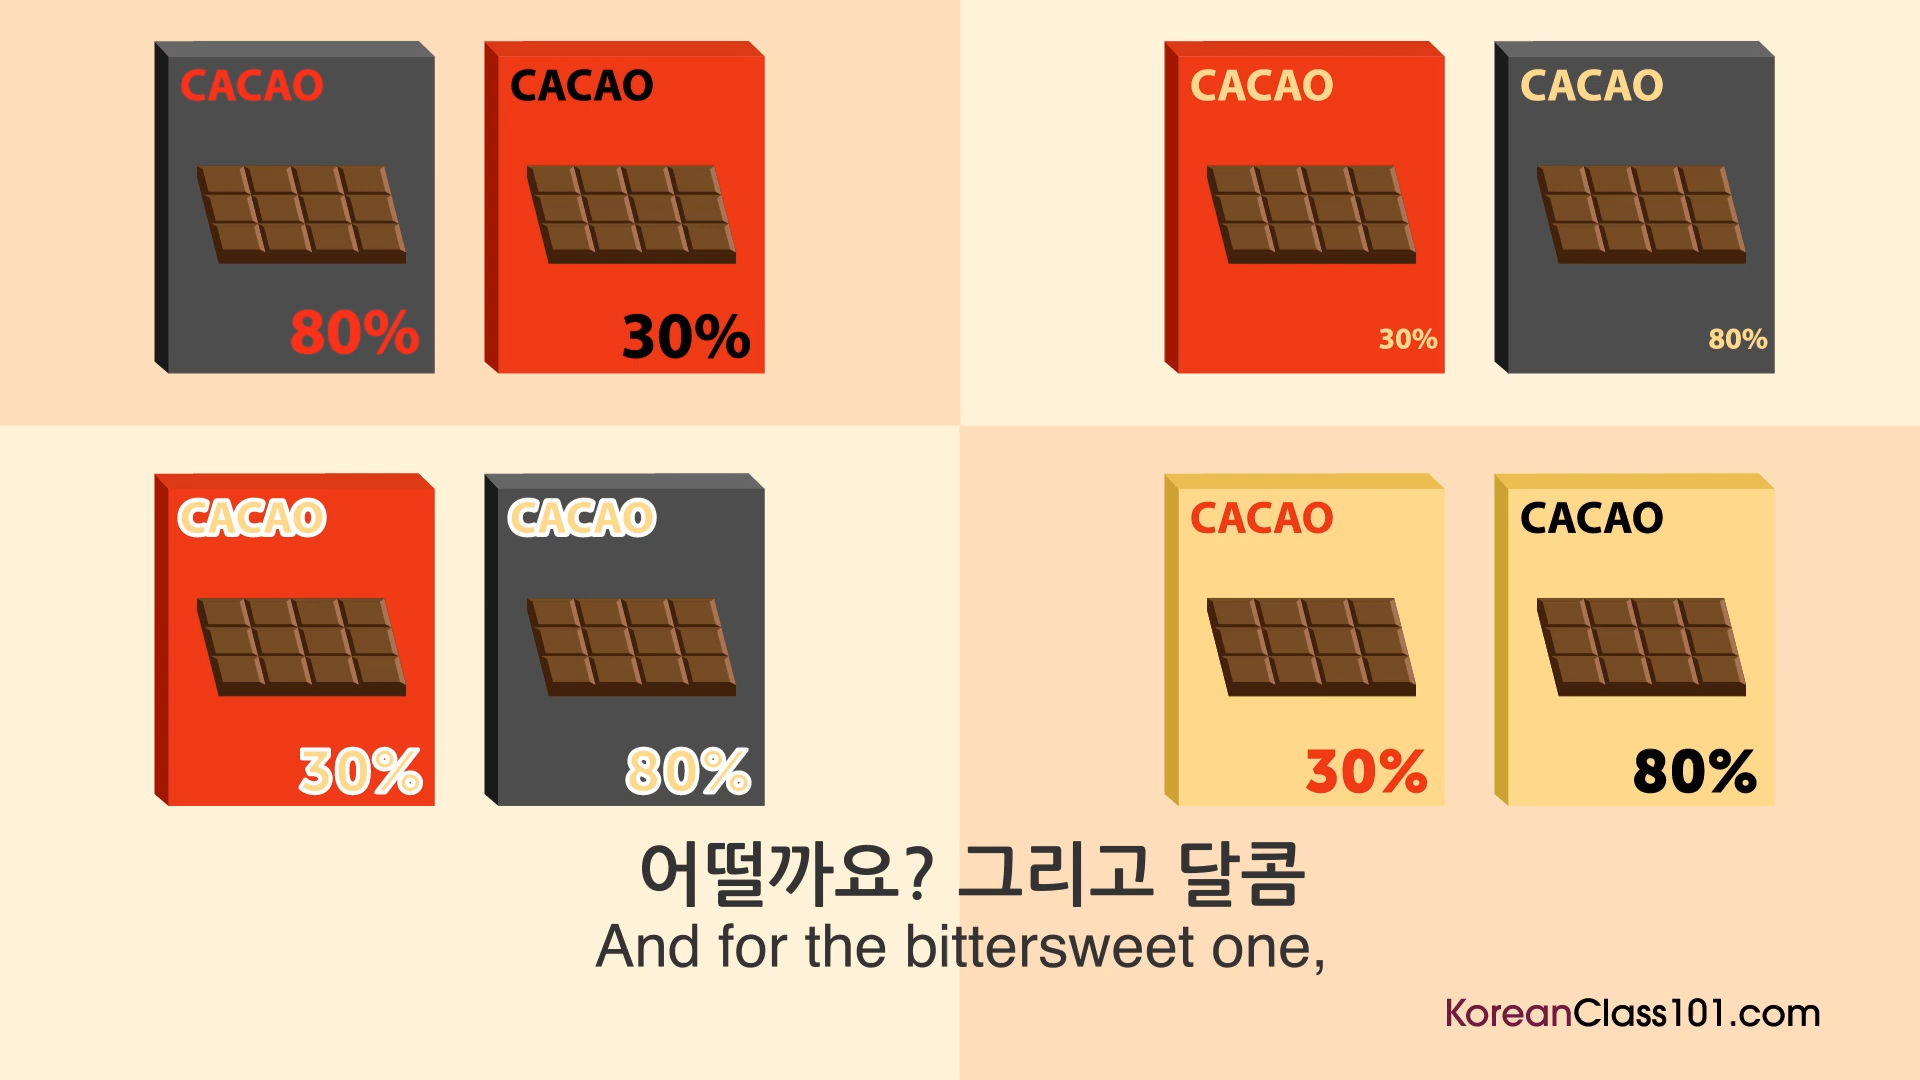 CACAO
80%
CACAO
30%
CACAO
30%
CACAO
80%
CACAO
30%
CACAO
80%
CACAO
30%
CACAO
80%
어떨까요? 그리고 달콤
And for the bittersweet one,
KoreanClass101.com